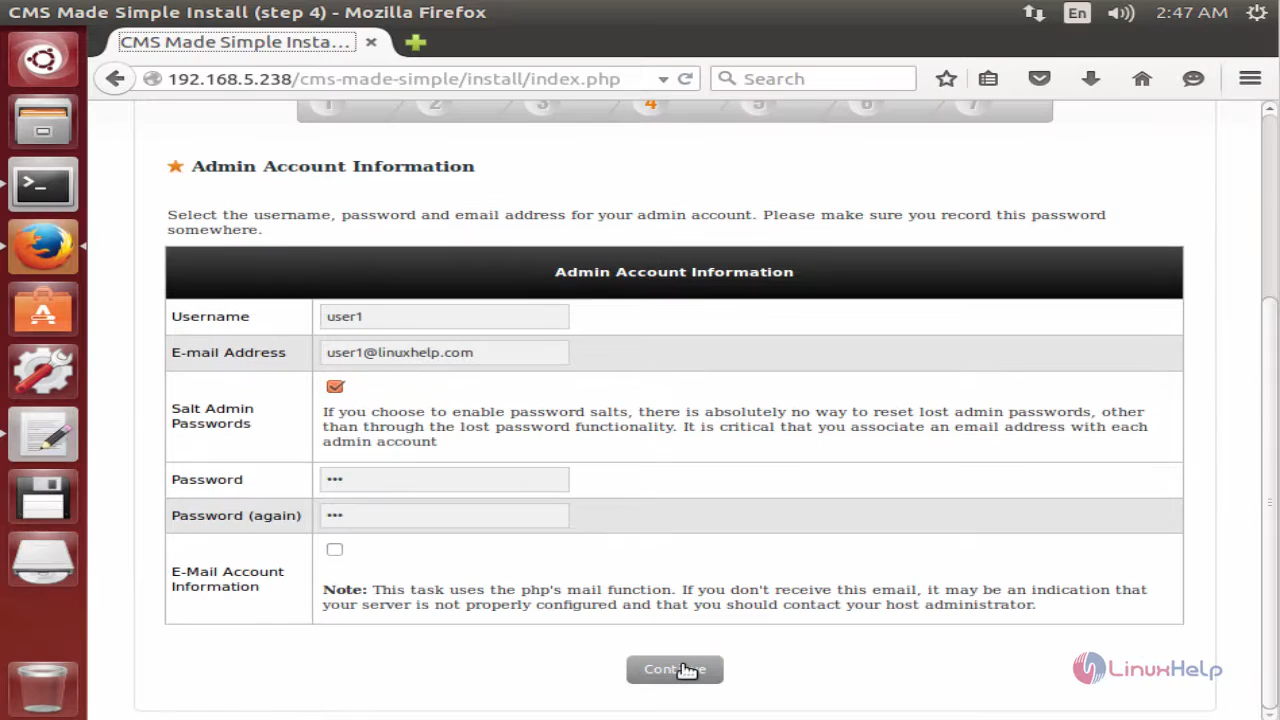 CMS Made Simple Install (step 4) - Mozilla Firefox
En
2:47 AM
CMS Made Simple Insta...
192.168.5.238/cms-made-simple/install/index.php
Search
1 2 3 4 5 6 7
Admin Account Information
Select the username, password and email address for your admin account. Please make sure you record this password
somewhere.
Admin Account Information
Username
user1
E-mail Address
user1@linuxhelp.com
Salt Admin
Passwords
If you choose to enable password salts, there is absolutely no way to reset lost admin passwords, other
than through the lost password functionality. It is critical that you associate an email address with each
admin account
Password
•••
Password (again)
•••
E-Mail Account
Information
Note: This task uses the php's mail function. If you don't receive this email, it may be an indication that
your server is not properly configured and that you should contact your host administrator.
LinuxHelp